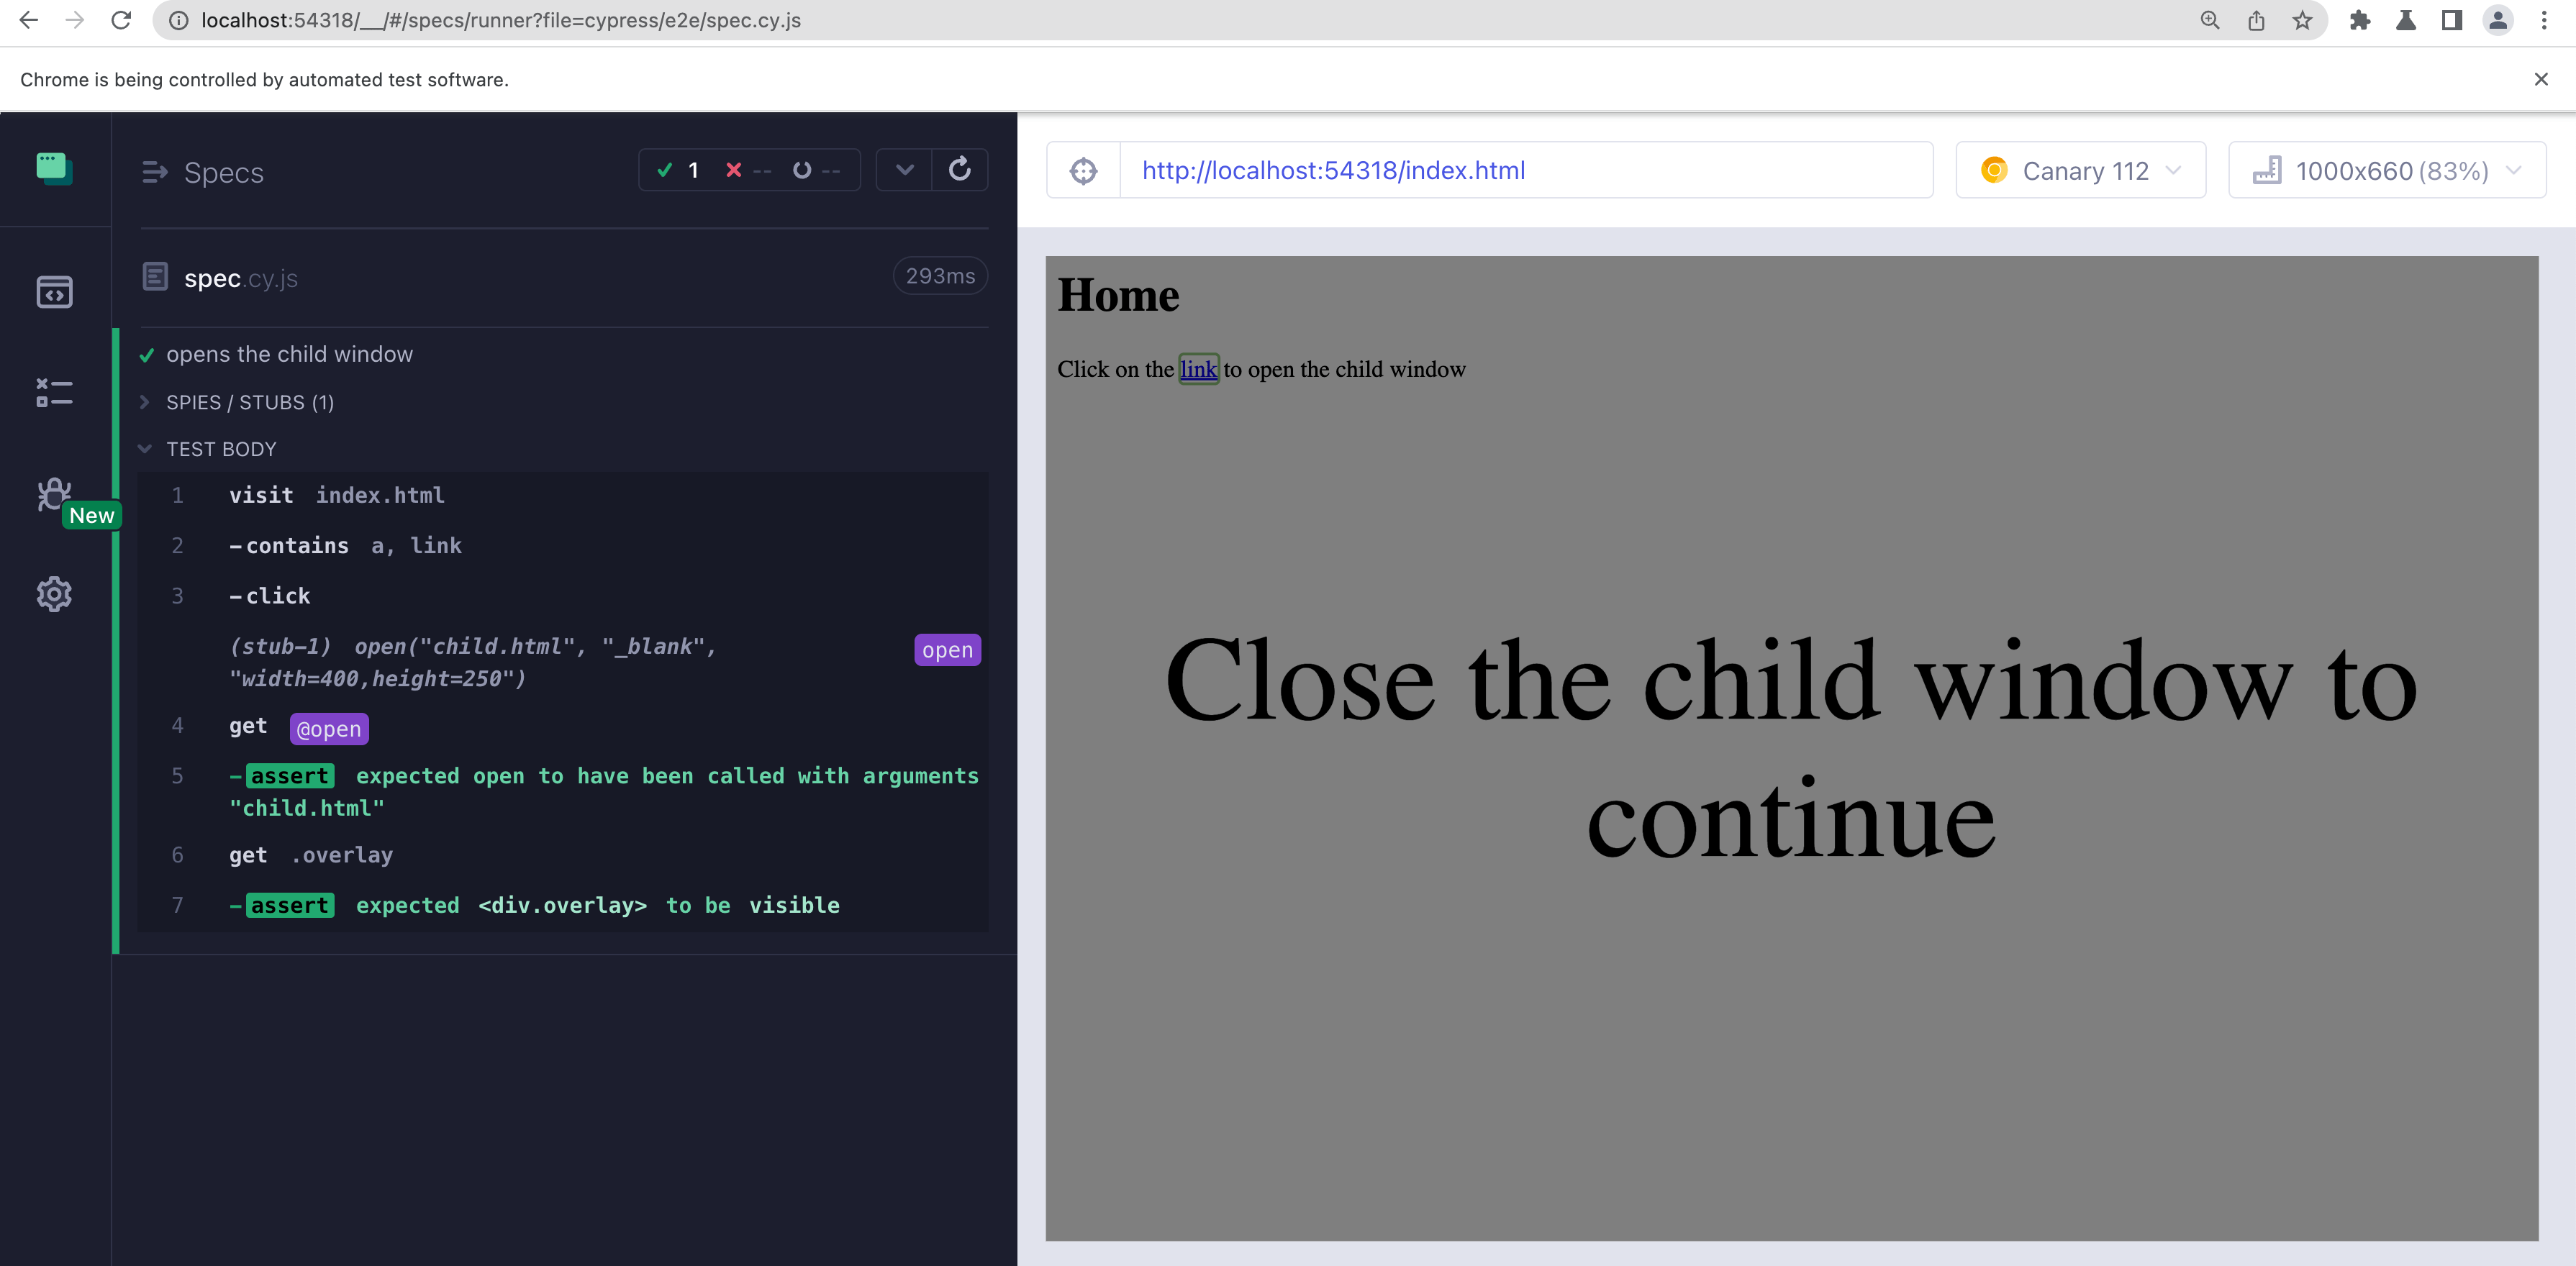 localhost:54318/__/#/specs/runner?file=cypress/e2e/spec.cy.js
Chrome is being controlled by automated test software.
Specs
1 -- --
spec.cy.js
293ms
opens the child window
SPIES / STUBS (1)
TEST BODY
1 visit index.html
2 -contains a, link
New
3 -click
(stub-1) open("child.html", "_blank",
"width=400,height=250")
open
4 get @open
5 -assert expected open to have been called with arguments
"child.html"
6 get .overlay
7 -assert expected <div.overlay> to be visible
http://localhost:54318/index.html
Canary 112
1000x660 (83%)
Home
Click on the link to open the child window
Close the child window to
continue